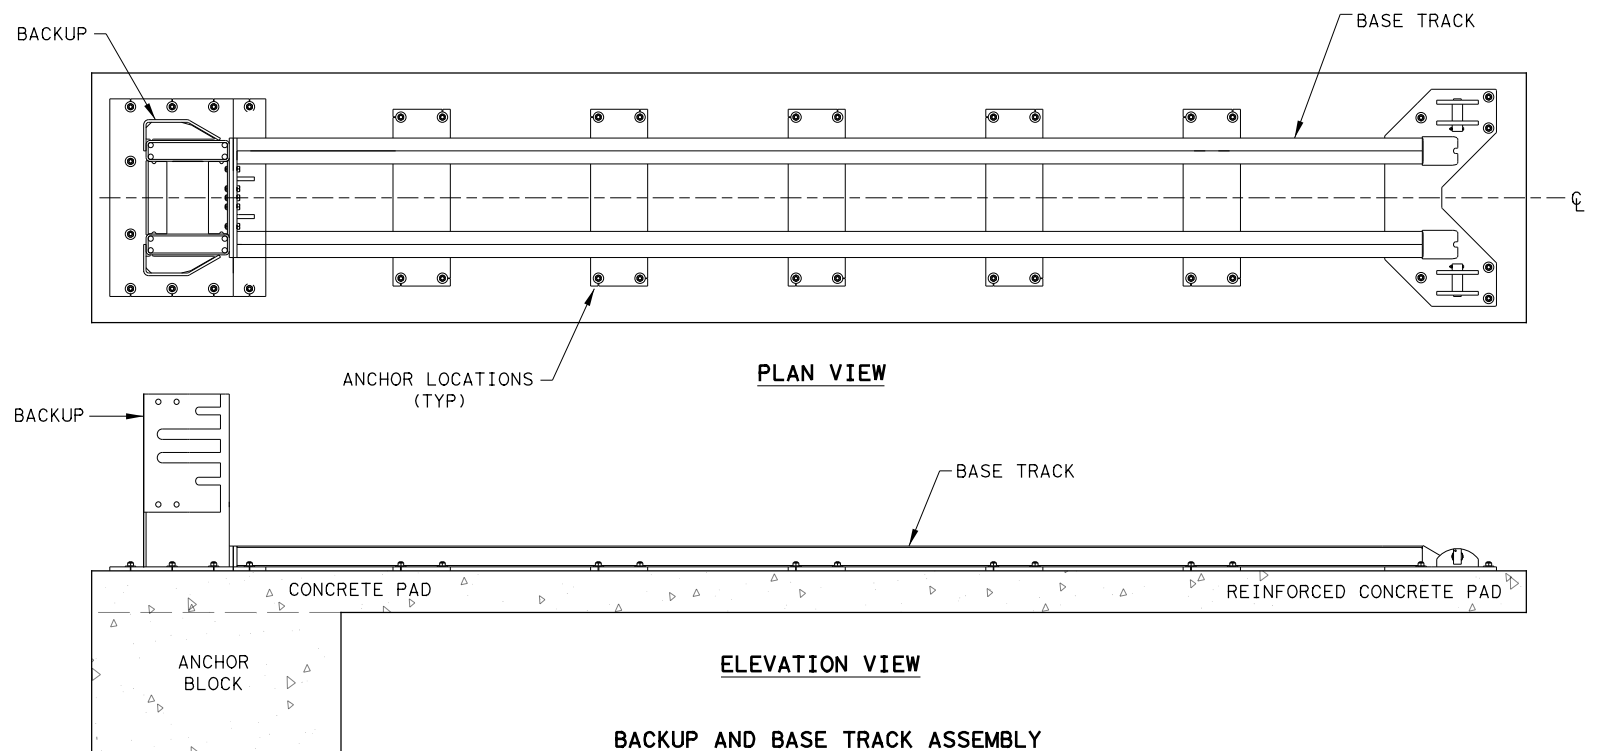 BACKUP
BASE TRACK
℄
ANCHOR LOCATIONS
(TYP)
PLAN VIEW
BACKUP
BASE TRACK
CONCRETE PAD
REINFORCED CONCRETE PAD
ANCHOR
BLOCK
ELEVATION VIEW
BACKUP AND BASE TRACK ASSEMBLY